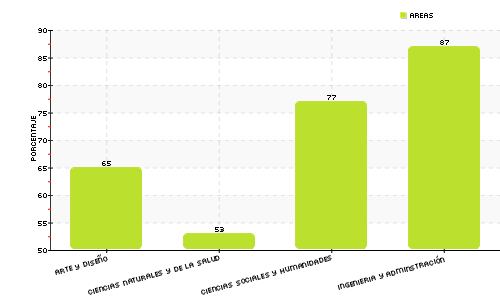 AREAS
90
85
80
75
70
65
60
55
50
PORCENTAJE
65
53
77
87
ARTE y DISEÑO
CIENCIAS NATURALES y DE LA SALUD
CIENCIAS SOCIALES y HUMANIDADES
INGENIERIA y ADMINSTRACIÓN